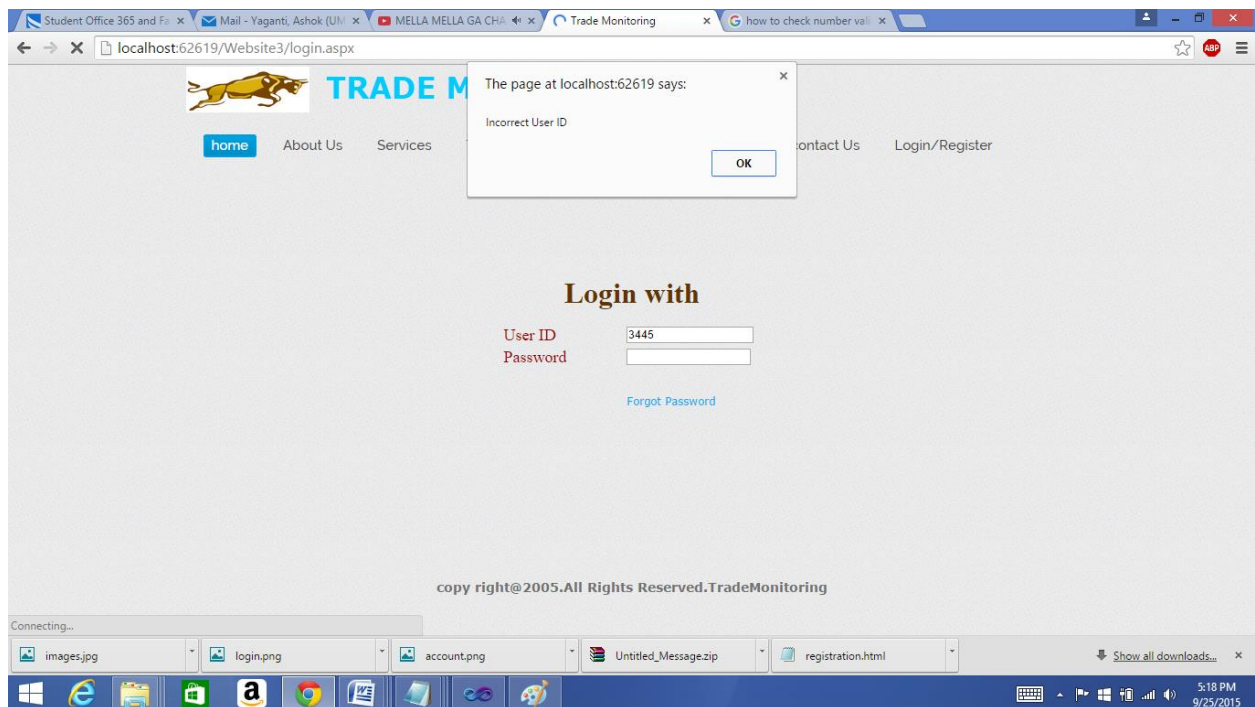 Student Office 365 and Fa
Mail - Yaganti, Ashok (UM
MELLA MELLA GA CHA
Trade Monitoring
how to check number vali
localhost:62619/Website3/login.aspx
ABP
TRADE M
The page at localhost:62619 says:
Incorrect User ID
OK
home
About Us
Services
ontact Us
Login/Register
Login with
User ID
3445
Password
Forgot Password
copy right@2005.All Rights Reserved.TradeMonitoring
Connecting...
images.jpg
login.png
account.png
Untitled_Message.zip
registration.html
Show all downloads...
5:18 PM
9/25/2015